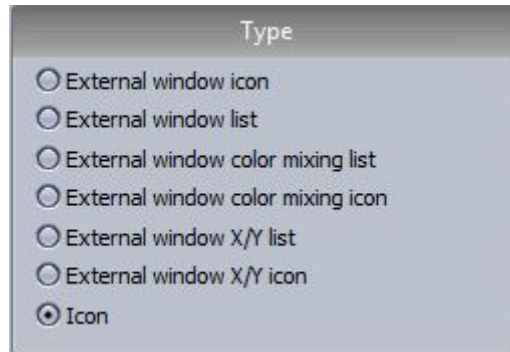 Type
External window icon
External window list
External window color mixing list
External window color mixing icon
External window X/Y list
External window X/Y icon
Icon